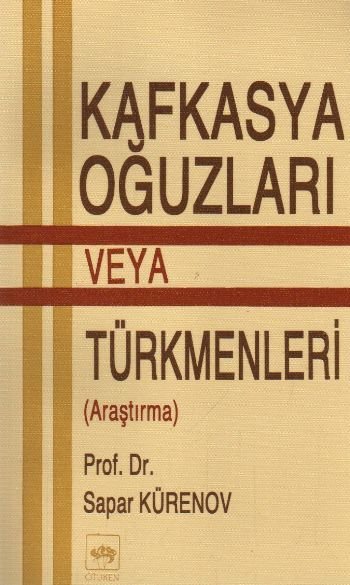 KAFKASYA
OĞUZLARI
VEYA
TÜRKMENLERİ
(Araştırma)
Prof. Dr.
Sapar KÜRENOV
ÖTÜKEN